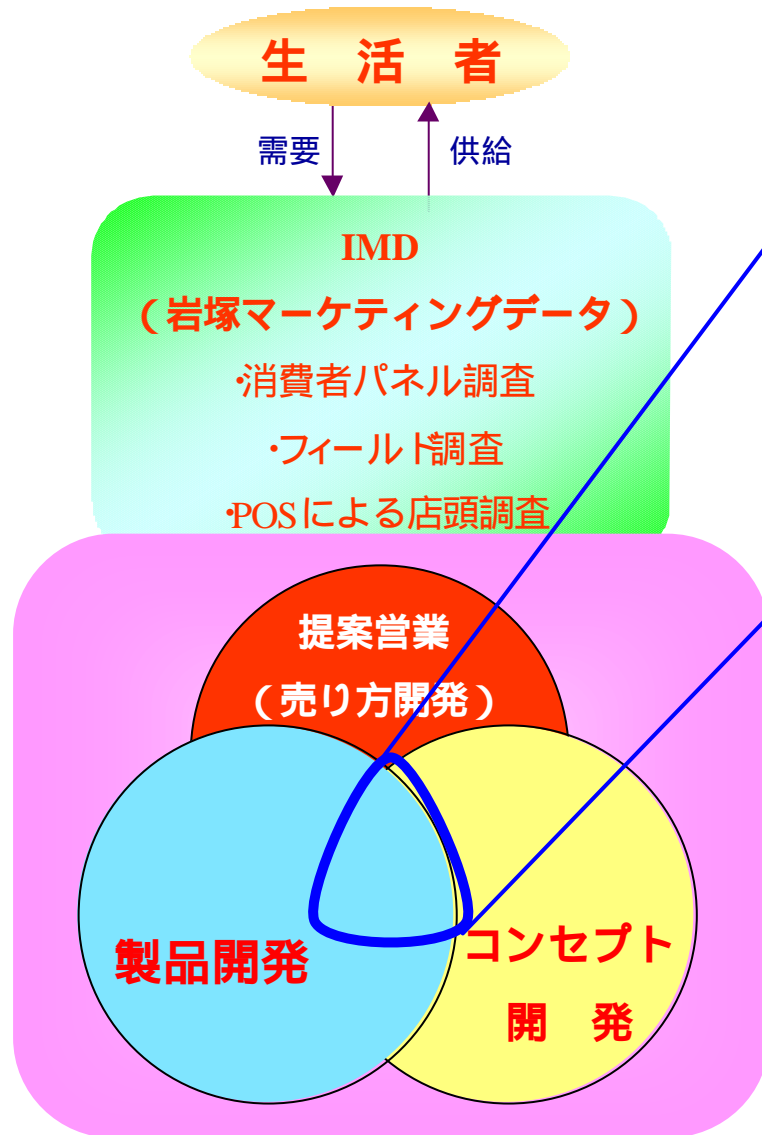 生 活 者
需要 供給
IMD
（岩塚マーケティングデータ）
･消費者パネル調査
･フィールド調査
･POSによる店頭調査
提案営業
（売り方開発）
製品開発
コンセプト
開 発